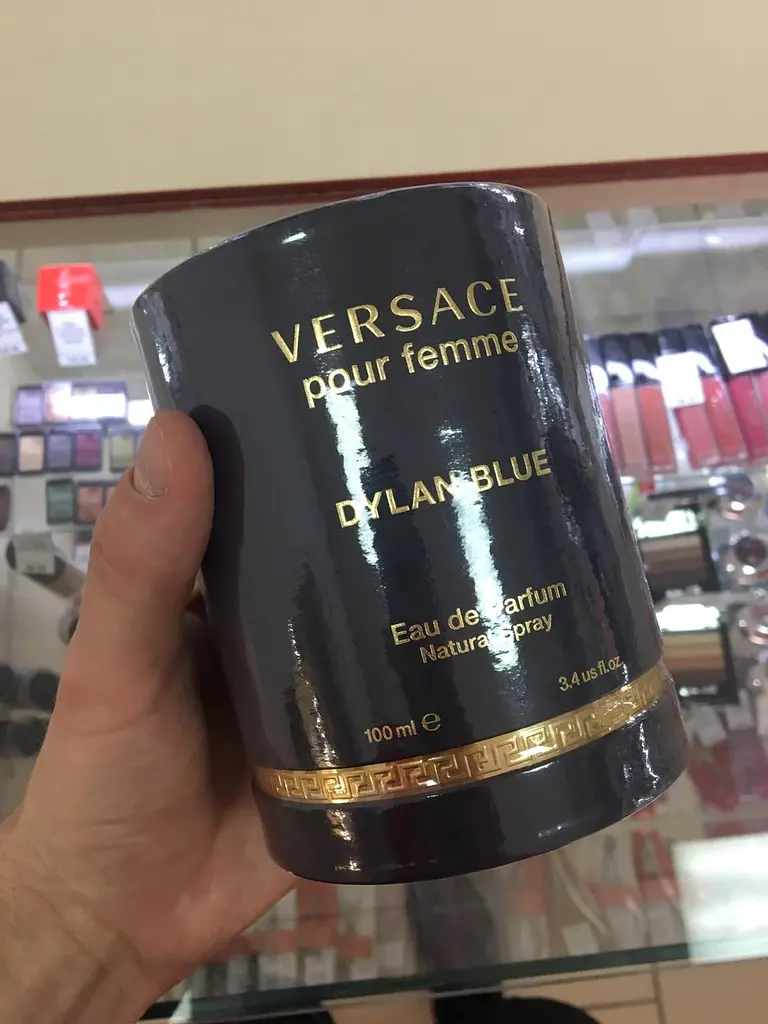 VERSACE
pour femme
DYLAN BLUE
Eau de Parfum
Natural Spray
3.4 us fl.oz.
100 ml ℮